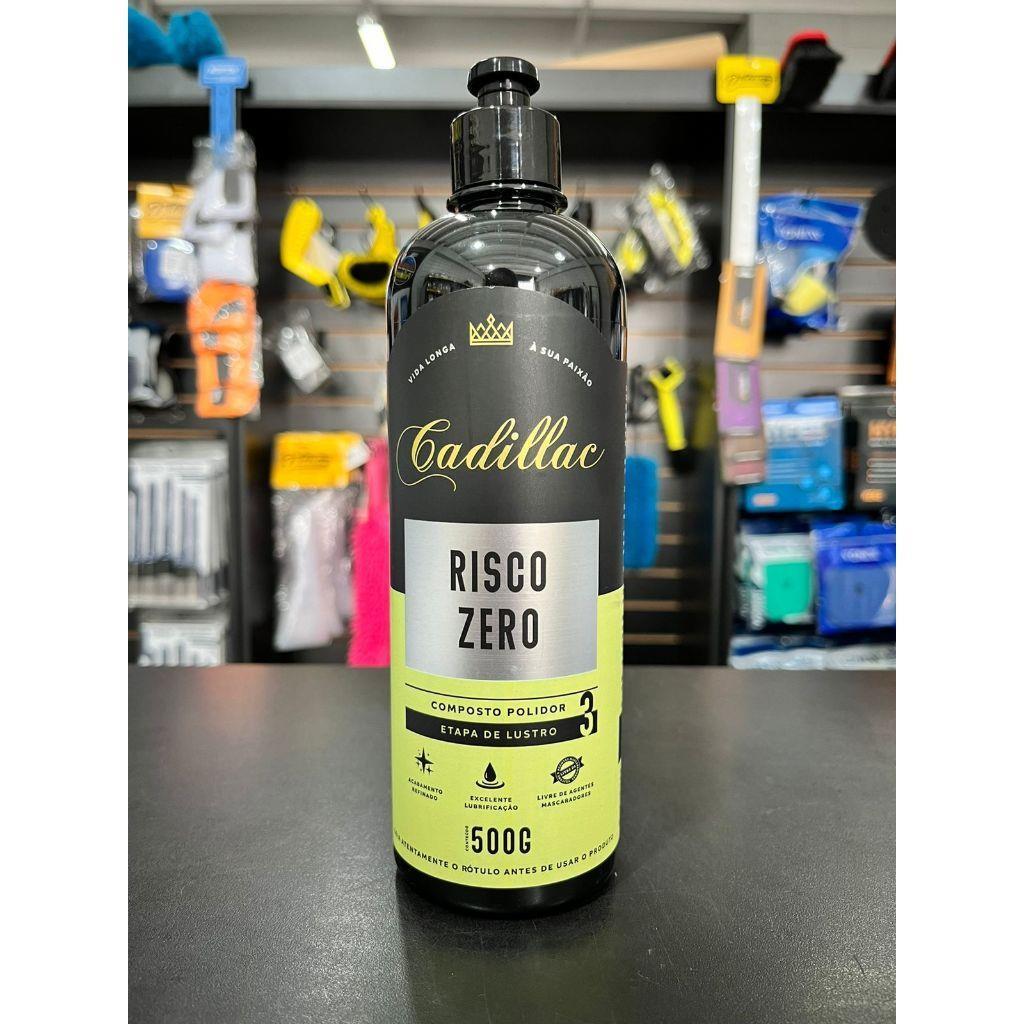 VIDA LONGA À SUA PAIXÃO
Cadillac
RISCO
ZERO
COMPOSTO POLIDOR
ETAPA DE LUSTRO
3
ACABAMENTO
REFINADO
EXCELENTE
LUBRIFICAÇÃO
LIVRE DE AGENTES
MASCARADORES
CONTEÚDO
500G
ATENTAMENTE O RÓTULO ANTES DE USAR O PRODUTO